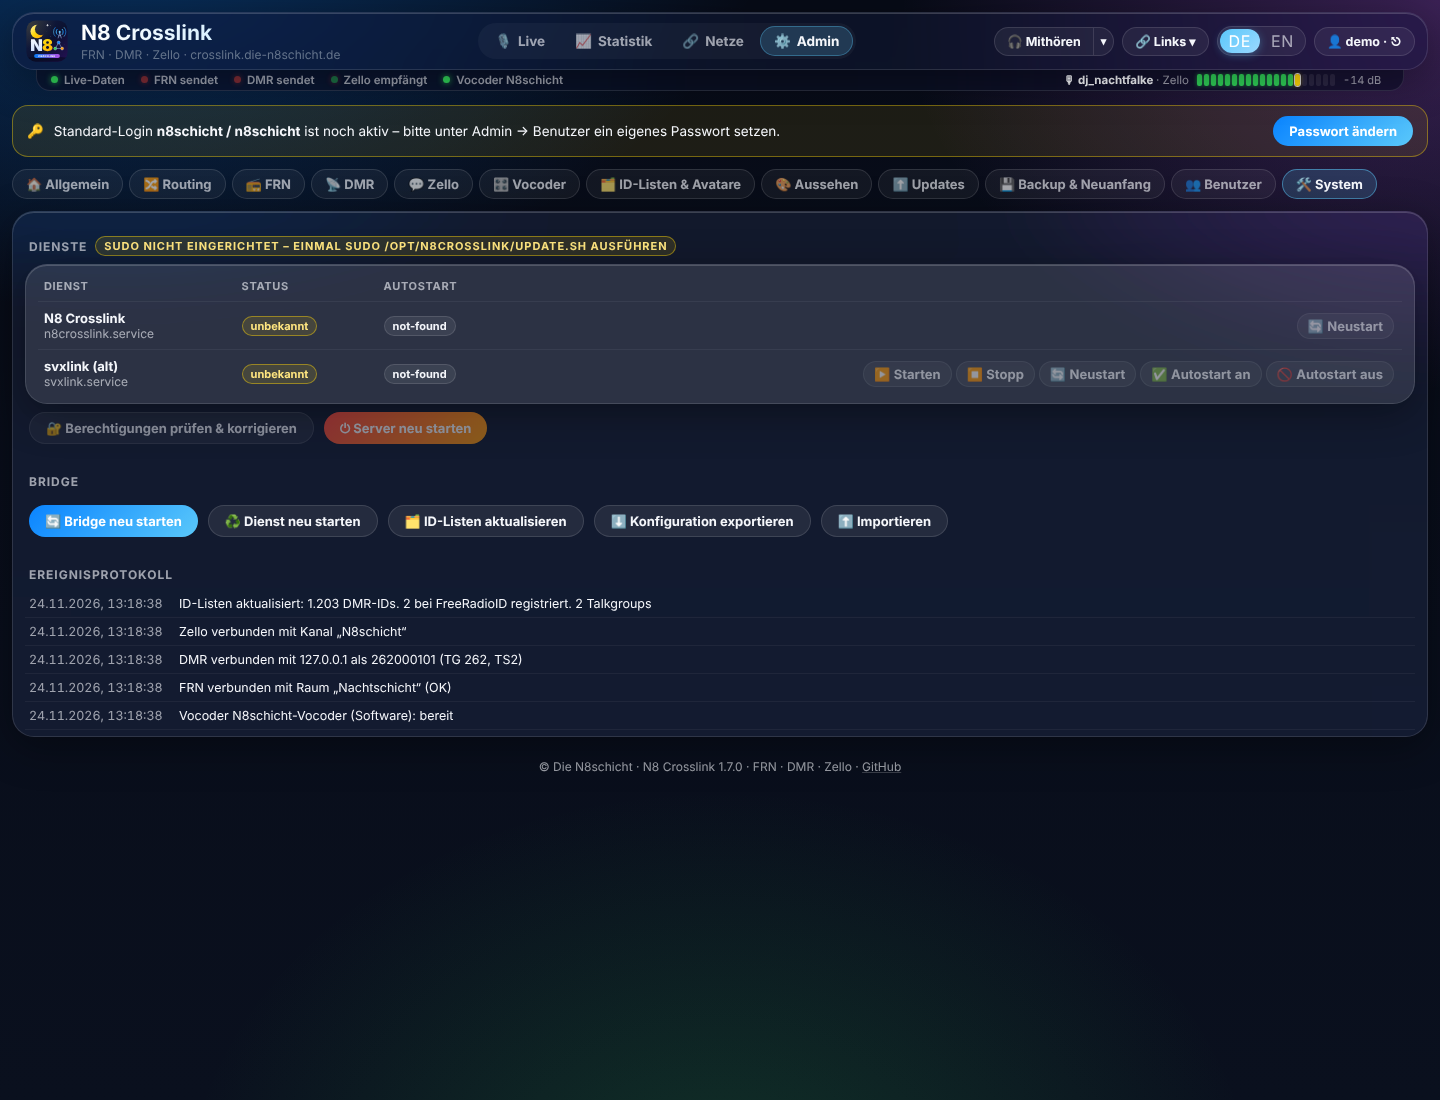 N8 Crosslink
FRN · DMR · Zello · crosslink.die-n8schicht.de
Live
Statistik
Netze
Admin
Mithören ▾
Links ▾
DE EN
demo ·
Live-Daten
FRN sendet
DMR sendet
Zello empfängt
Vocoder N8schicht
dj_nachtfalke · Zello
-14 dB
Standard-Login n8schicht / n8schicht ist noch aktiv – bitte unter Admin → Benutzer ein eigenes Passwort setzen.
Passwort ändern
Allgemein
Routing
FRN
DMR
Zello
Vocoder
ID-Listen & Avatare
Aussehen
Updates
Backup & Neuanfang
Benutzer
System
DIENSTE
SUDO NICHT EINGERICHTET – EINMAL SUDO /OPT/N8CROSSLINK/UPDATE.SH AUSFÜHREN
DIENST STATUS AUTOSTART
N8 Crosslink
n8crosslink.service
unbekannt
not-found
Neustart
svxlink (alt)
svxlink.service
unbekannt
not-found
Starten
Stopp
Neustart
Autostart an
Autostart aus
Berechtigungen prüfen & korrigieren
Server neu starten
BRIDGE
Bridge neu starten
Dienst neu starten
ID-Listen aktualisieren
Konfiguration exportieren
Importieren
EREIGNISPROTOKOLL
24.11.2026, 13:18:38 ID-Listen aktualisiert: 1.203 DMR-IDs. 2 bei FreeRadioID registriert. 2 Talkgroups
24.11.2026, 13:18:38 Zello verbunden mit Kanal „N8schicht“
24.11.2026, 13:18:38 DMR verbunden mit 127.0.0.1 als 262000101 (TG 262, TS2)
24.11.2026, 13:18:38 FRN verbunden mit Raum „Nachtschicht“ (OK)
24.11.2026, 13:18:38 Vocoder N8schicht-Vocoder (Software): bereit
© Die N8schicht · N8 Crosslink 1.7.0 · FRN · DMR · Zello · GitHub